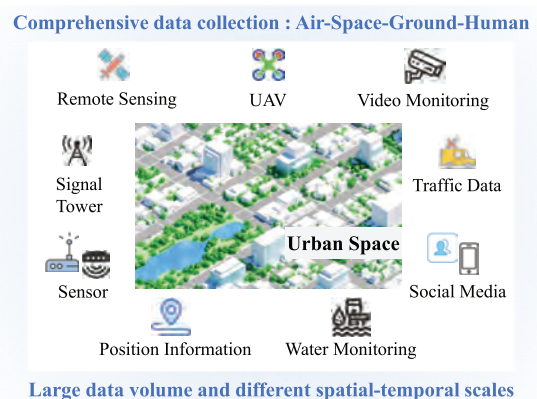 Comprehensive data collection : Air-Space-Ground-Human
Remote Sensing
UAV
Video Monitoring
Signal
Tower
Traffic Data
Urban Space
Sensor
Social Media
Position Information
Water Monitoring
Large data volume and different spatial-temporal scales